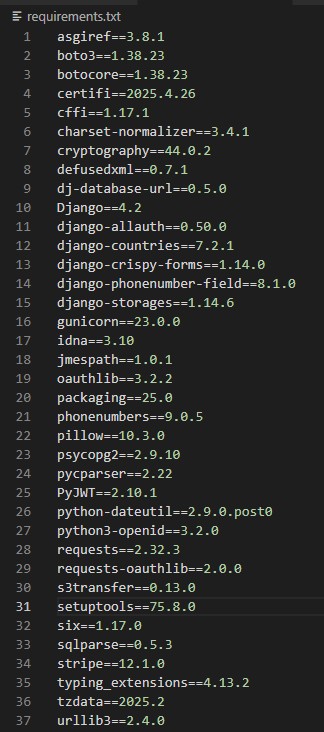 requirements.txt
1 asgiref==3.8.1
2 boto3==1.38.23
3 botocore==1.38.23
4 certifi==2025.4.26
5 cffi==1.17.1
6 charset-normalizer==3.4.1
7 cryptography==44.0.2
8 defusedxml==0.7.1
9 dj-database-url==0.5.0
10 Django==4.2
11 django-allauth==0.50.0
12 django-countries==7.2.1
13 django-crispy-forms==1.14.0
14 django-phonenumber-field==8.1.0
15 django-storages==1.14.6
16 gunicorn==23.0.0
17 idna==3.10
18 jmespath==1.0.1
19 oauthlib==3.2.2
20 packaging==25.0
21 phonenumbers==9.0.5
22 pillow==10.3.0
23 psycopg2==2.9.10
24 pycparser==2.22
25 PyJWT==2.10.1
26 python-dateutil==2.9.0.post0
27 python3-openid==3.2.0
28 requests==2.32.3
29 requests-oauthlib==2.0.0
30 s3transfer==0.13.0
31 setuptools==75.8.0
32 six==1.17.0
33 sqlparse==0.5.3
34 stripe==12.1.0
35 typing_extensions==4.13.2
36 tzdata==2025.2
37 urllib3==2.4.0